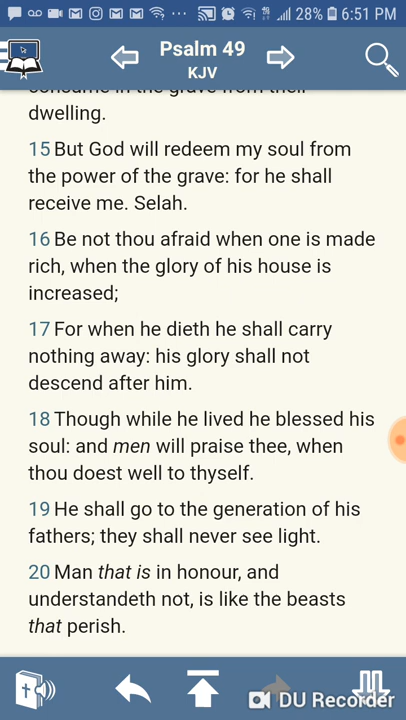 28% 6:51 PM
Psalm 49
KJV
consume in the grave from their
dwelling.
15 But God will redeem my soul from
the power of the grave: for he shall
receive me. Selah.
16 Be not thou afraid when one is made
rich, when the glory of his house is
increased;
17 For when he dieth he shall carry
nothing away: his glory shall not
descend after him.
18 Though while he lived he blessed his
soul: and men will praise thee, when
thou doest well to thyself.
19 He shall go to the generation of his
fathers; they shall never see light.
20 Man that is in honour, and
understandeth not, is like the beasts
that perish.
DU Recorder